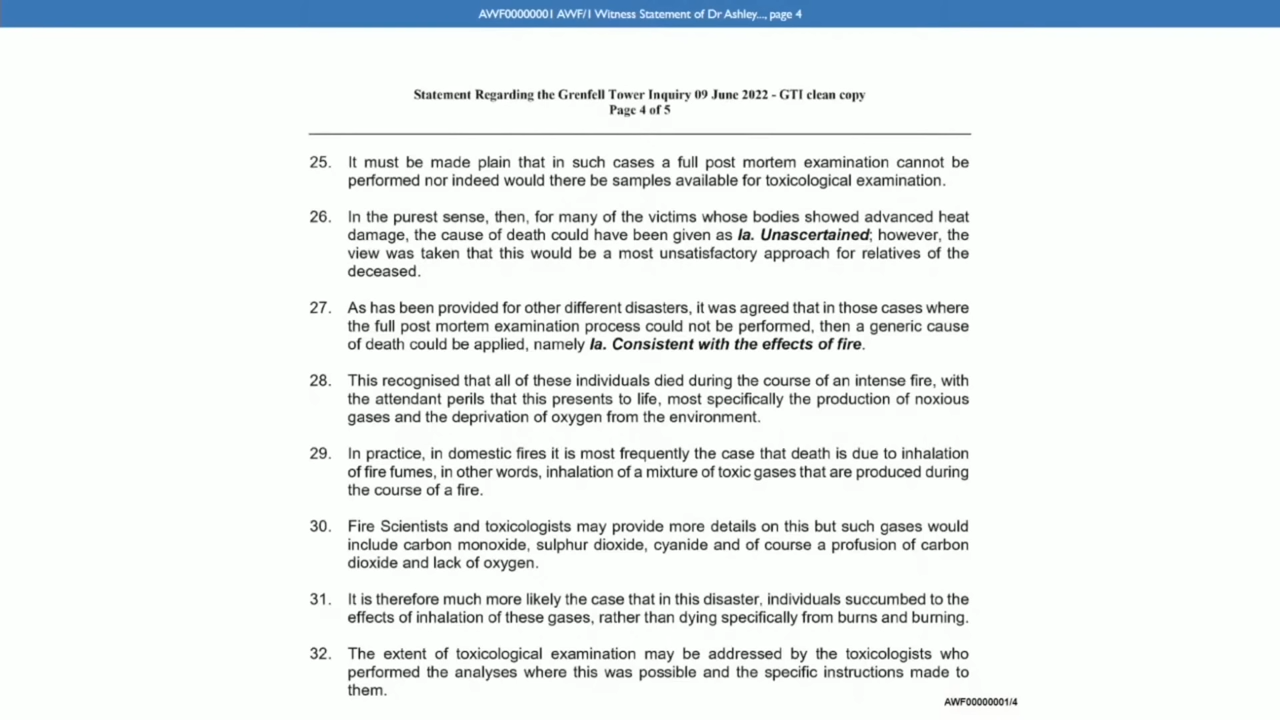 AWF00000001 AWF/1 Witness Statement of Dr Ashley..., page 4
Statement Regarding the Grenfell Tower Inquiry 09 June 2022 - GTI clean copy
Page 4 of 5
25. It must be made plain that in such cases a full post mortem examination cannot be
performed nor indeed would there be samples available for toxicological examination.
26. In the purest sense, then, for many of the victims whose bodies showed advanced heat
damage, the cause of death could have been given as Ia. Unascertained; however, the
view was taken that this would be a most unsatisfactory approach for relatives of the
deceased.
27. As has been provided for other different disasters, it was agreed that in those cases where
the full post mortem examination process could not be performed, then a generic cause
of death could be applied, namely Ia. Consistent with the effects of fire.
28. This recognised that all of these individuals died during the course of an intense fire, with
the attendant perils that this presents to life, most specifically the production of noxious
gases and the deprivation of oxygen from the environment.
29. In practice, in domestic fires it is most frequently the case that death is due to inhalation
of fire fumes, in other words, inhalation of a mixture of toxic gases that are produced during
the course of a fire.
30. Fire Scientists and toxicologists may provide more details on this but such gases would
include carbon monoxide, sulphur dioxide, cyanide and of course a profusion of carbon
dioxide and lack of oxygen.
31. It is therefore much more likely the case that in this disaster, individuals succumbed to the
effects of inhalation of these gases, rather than dying specifically from burns and burning.
32. The extent of toxicological examination may be addressed by the toxicologists who
performed the analyses where this was possible and the specific instructions made to
them.
AWF00000001/4